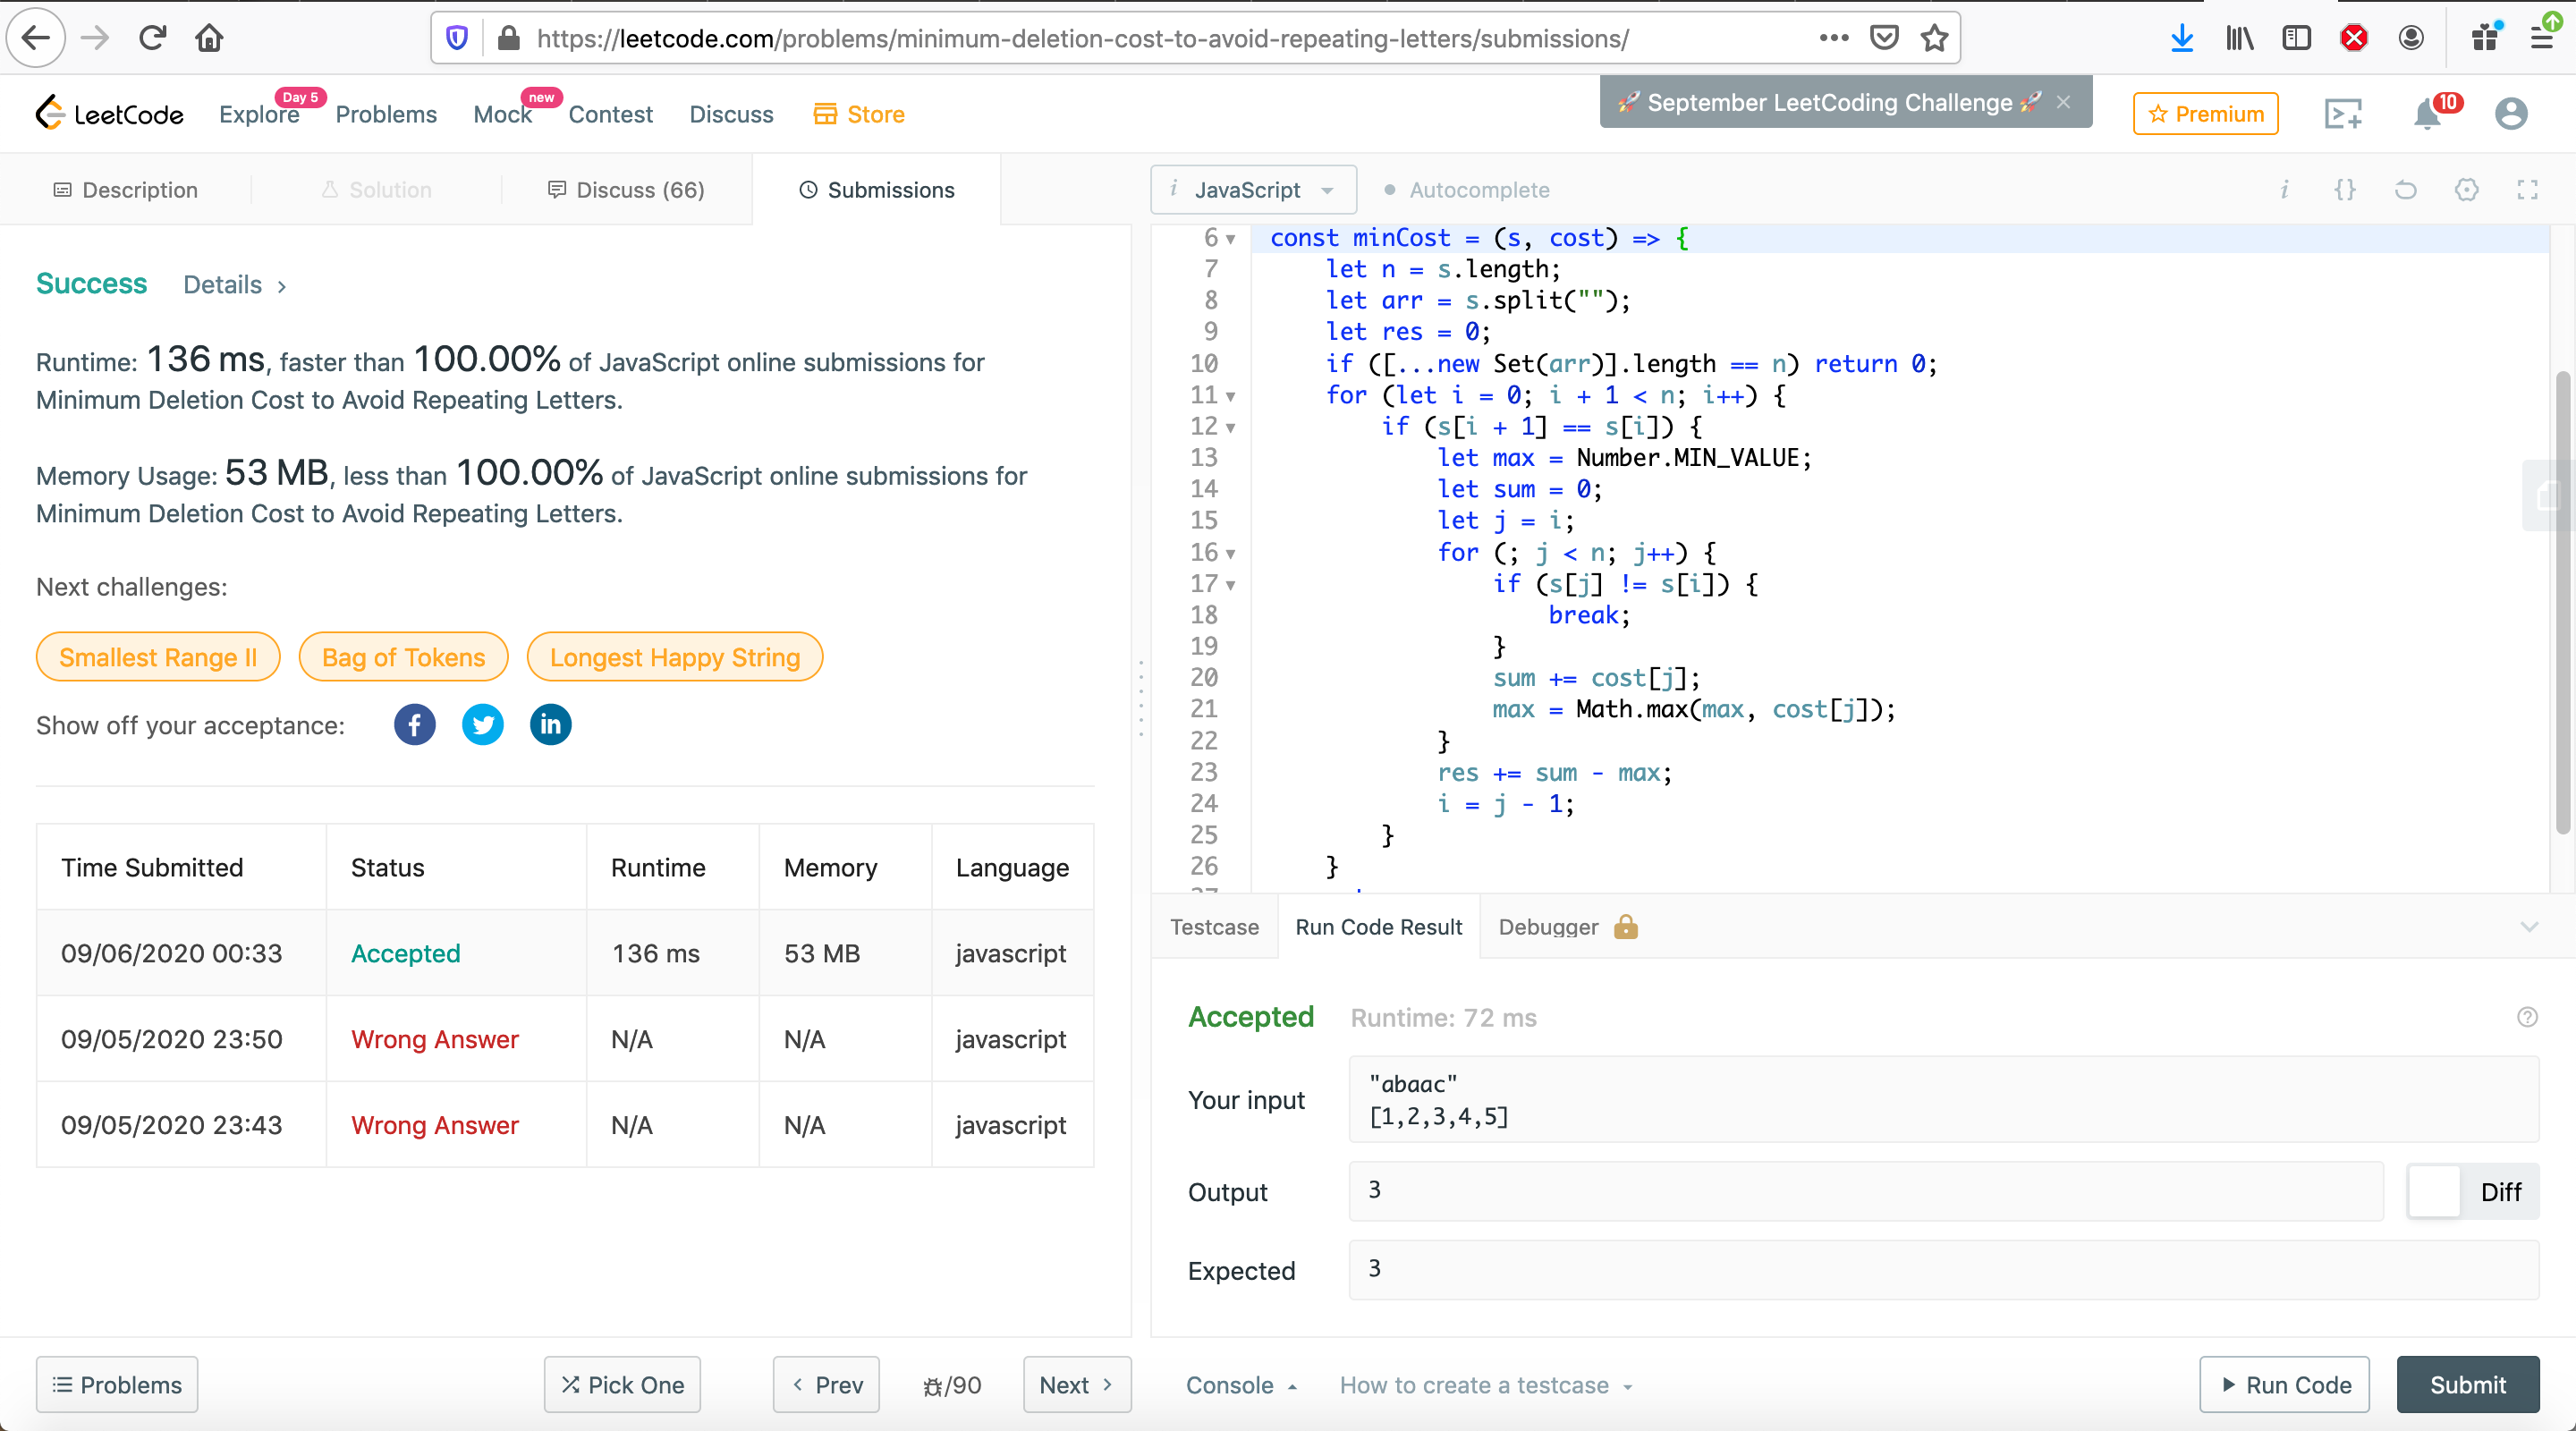 https://leetcode.com/problems/minimum-deletion-cost-to-avoid-repeating-letters/submissions/
LeetCode
Explore
Day 5
Problems
Mock
new
Contest
Discuss
Store
🚀 September LeetCoding Challenge 🚀 ×
Premium
10
Description
Solution
Discuss (66)
Submissions
Success Details >
Runtime: 136 ms, faster than 100.00% of JavaScript online submissions for
Minimum Deletion Cost to Avoid Repeating Letters.
Memory Usage: 53 MB, less than 100.00% of JavaScript online submissions for
Minimum Deletion Cost to Avoid Repeating Letters.
Next challenges:
Smallest Range II
Bag of Tokens
Longest Happy String
Show off your acceptance:
f
in
Time Submitted Status Runtime Memory Language
09/06/2020 00:33 Accepted 136 ms 53 MB javascript
09/05/2020 23:50 Wrong Answer N/A N/A javascript
09/05/2020 23:43 Wrong Answer N/A N/A javascript
Problems
Pick One
< Prev
/90
Next >
i JavaScript
Autocomplete
i {}
6 const minCost = (s, cost) => {
7 let n = s.length;
8 let arr = s.split("");
9 let res = 0;
10 if ([...new Set(arr)].length == n) return 0;
11 for (let i = 0; i + 1 < n; i++) {
12 if (s[i + 1] == s[i]) {
13 let max = Number.MIN_VALUE;
14 let sum = 0;
15 let j = i;
16 for (; j < n; j++) {
17 if (s[j] != s[i]) {
18 break;
19 }
20 sum += cost[j];
21 max = Math.max(max, cost[j]);
22 }
23 res += sum - max;
24 i = j - 1;
25 }
26 }
Testcase
Run Code Result
Debugger
Accepted Runtime: 72 ms
?
Your input
"abaac"
[1,2,3,4,5]
Output
3
Diff
Expected
3
Console
How to create a testcase
Run Code
Submit